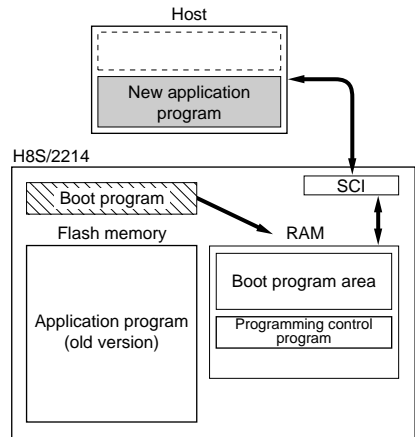 Host
New application
program
H8S/2214
SCI
Boot program
Flash memory
RAM
Boot program area
Application program
(old version)
Programming control
program